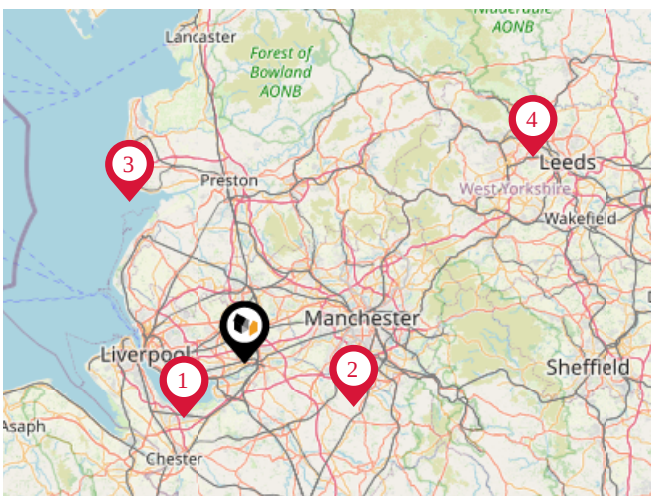 AONB
Lancaster
Forest of
Bowland
AONB
4
3
Leeds
Preston
West Yorkshire
Wakefield
Manchester
Liverpool
2
1
Sheffield
Asaph
Chester